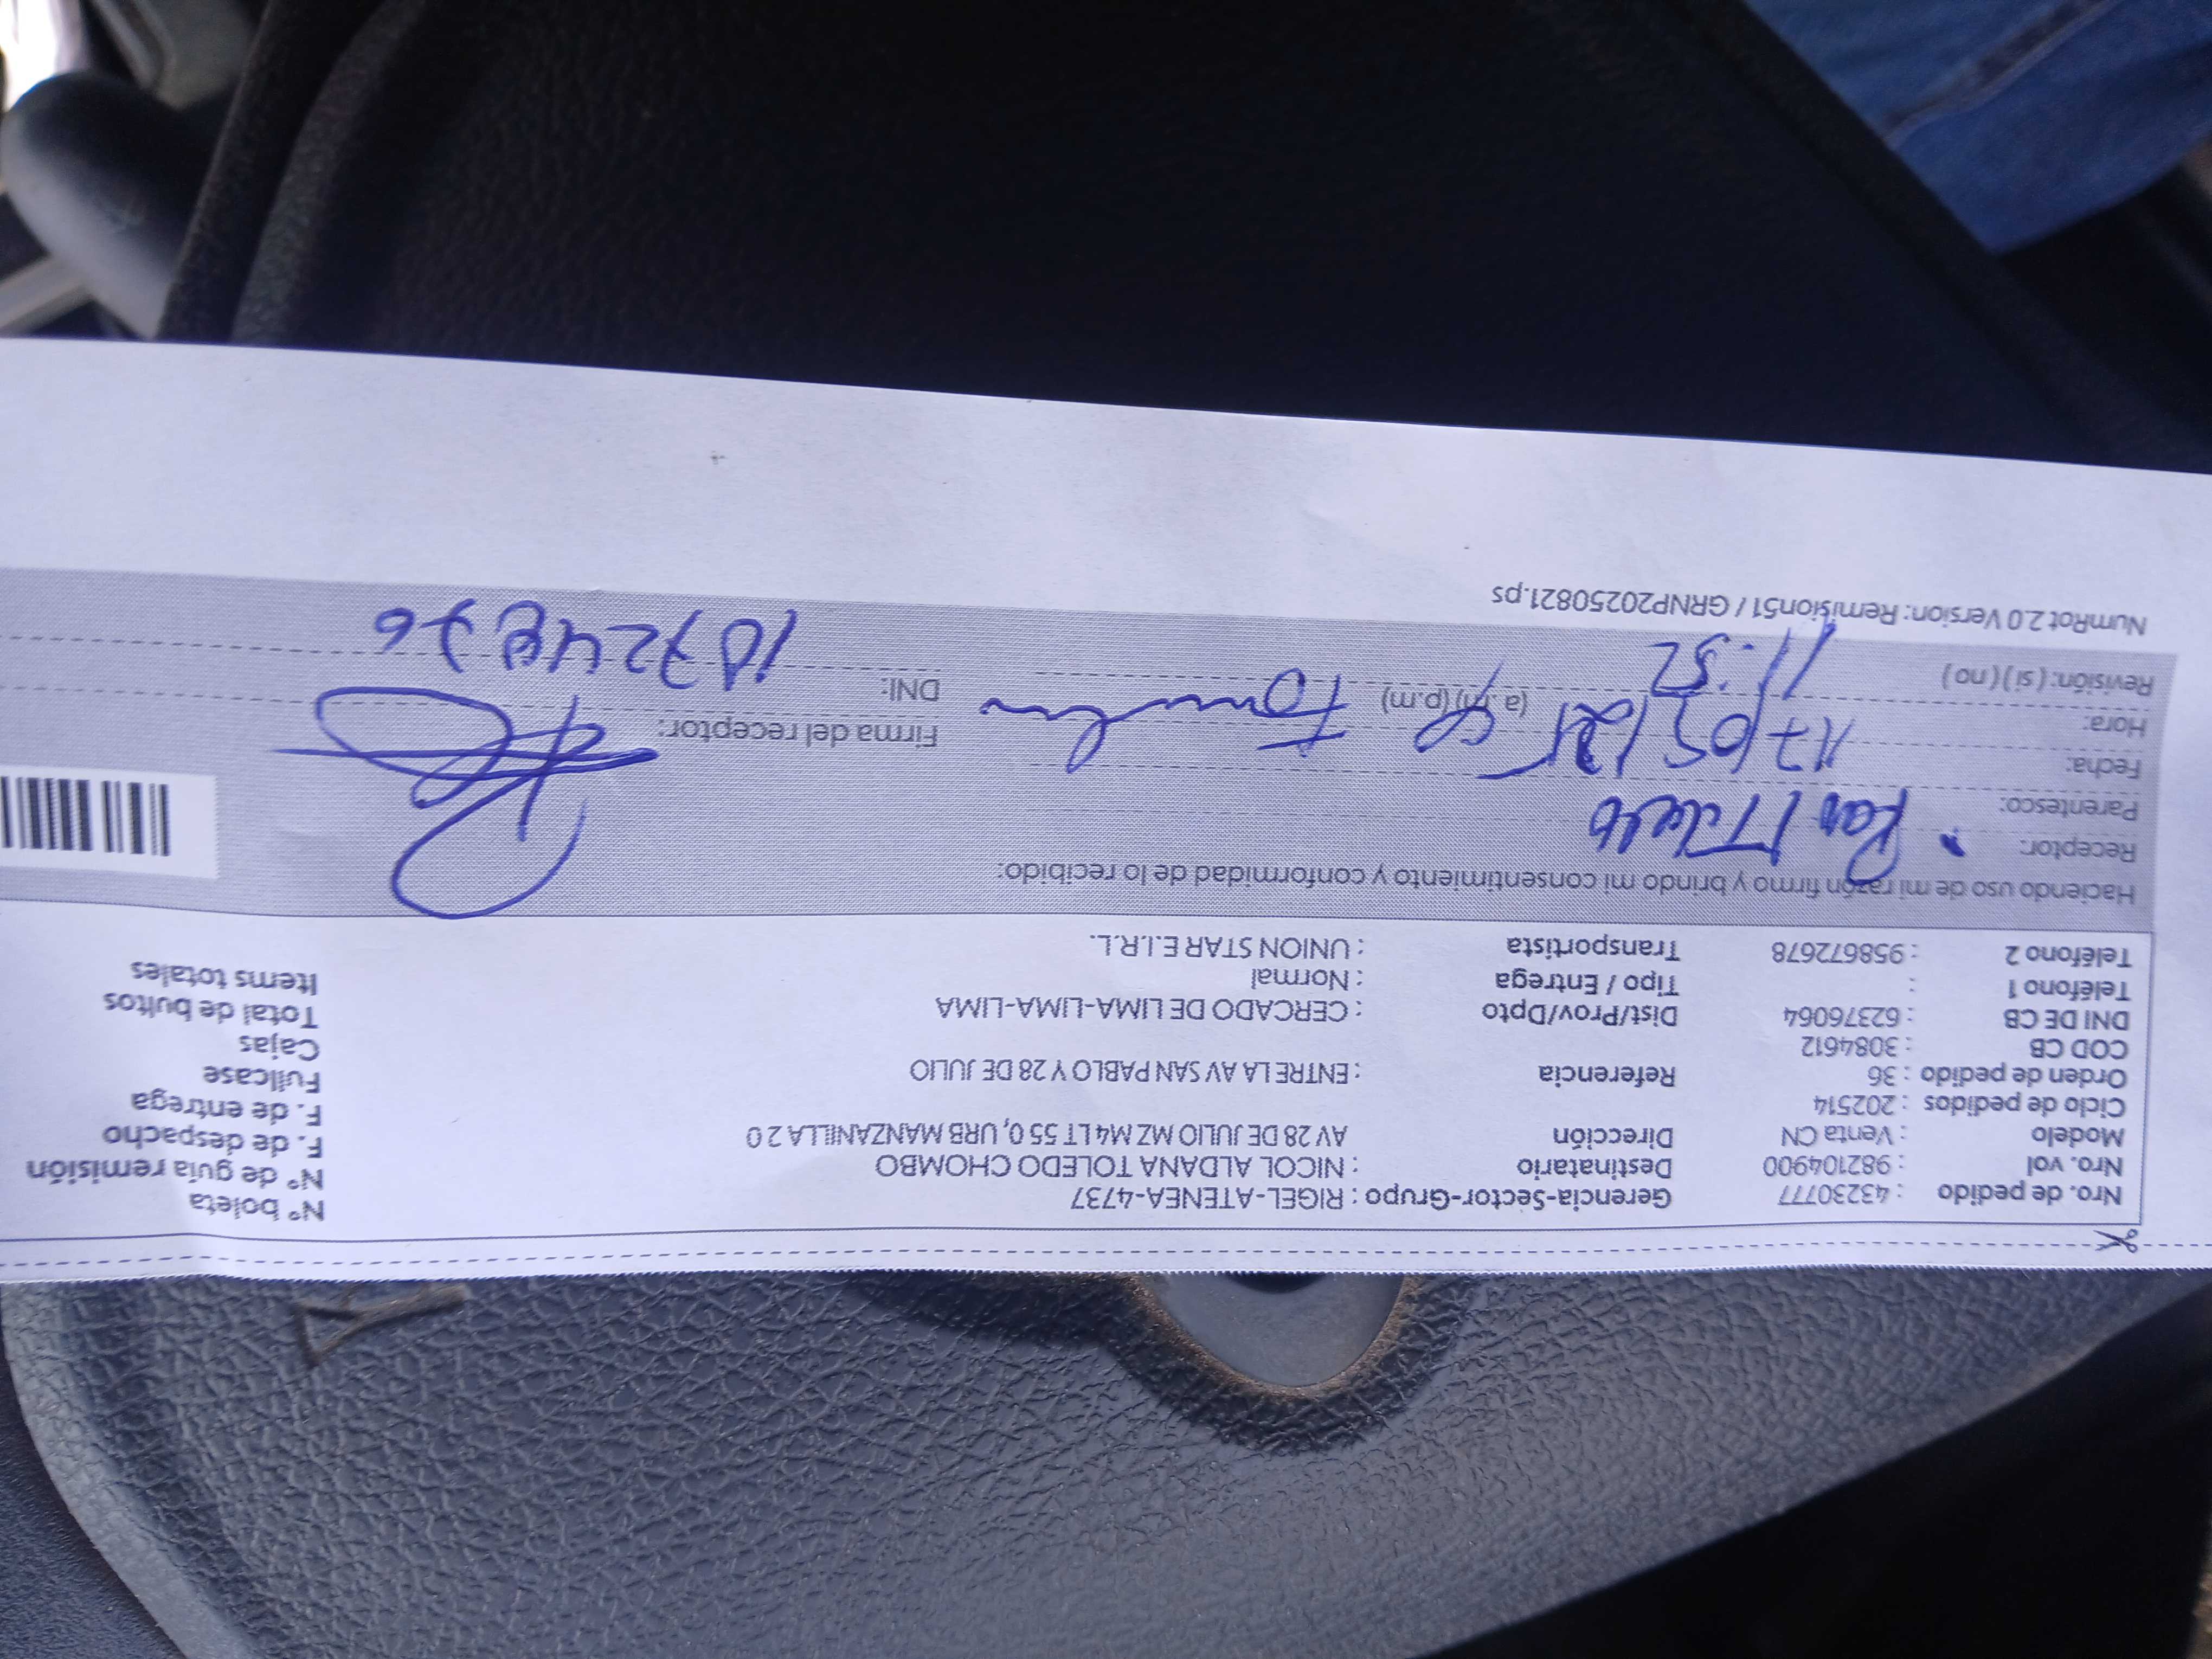 Nro. de pedido : 43230777 Gerencia-Sector-Grupo : RIGEL-ATENEA-4737 N° boleta
Nro. vol : 982104900 Destinatario : NICOL ALDANA TOLEDO CHOMBO N° de guía remisión
Modelo : Venta CN Dirección AV 28 DE JULIO MZ M4 LT 55 0, URB MANZANILLA 2 0 F. de despacho
Ciclo de pedidos : 202514 F. de entrega
Orden de pedido : 36 Referencia : ENTRE LA AV SAN PABLO Y 28 DE JULIO Fullcase
COD CB : 3084612 Cajas
DNI DE CB : 62376064 Dist/Prov/Dpto : CERCADO DE LIMA-LIMA-LIMA Total de bultos
Teléfono 1 : Tipo / Entrega : Normal Items totales
Teléfono 2 : 958672678 Transportista : UNION STAR E.I.R.L.
Haciendo uso de mi razón firmo y brindo mi consentimiento y conformidad de lo recibido:
Receptor:
Parentesco:
Fecha: Firma del receptor:
Hora: (a.m) (p.m) DNI:
Revisión: ( si ) ( no ) 11:52
NumRot 2.0 Version: Remision51 / GRNP20250821.ps